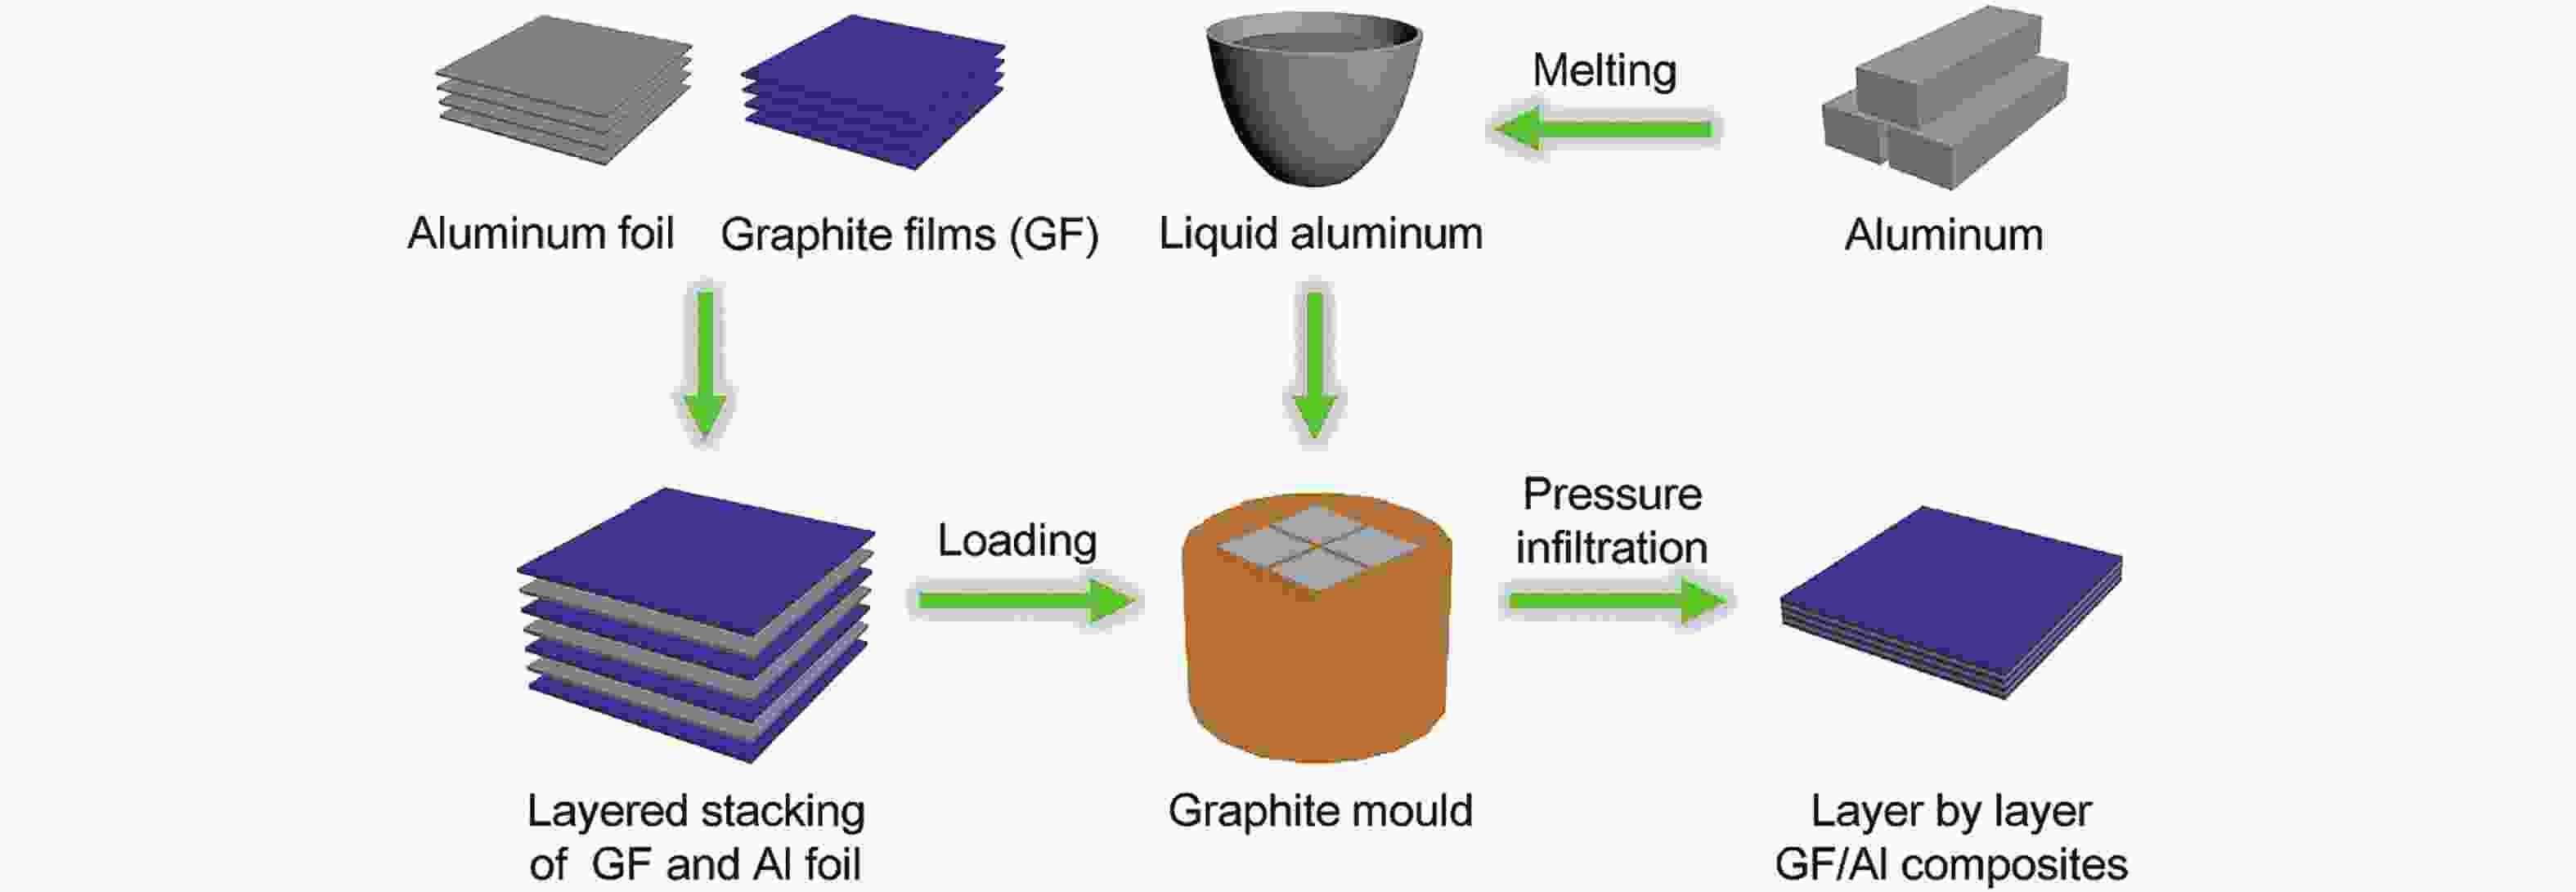 Melting
Aluminum foil
Graphite films (GF)
Liquid aluminum
Aluminum
Loading
Pressure
infiltration
Layered stacking
of GF and Al foil
Graphite mould
Layer by layer
GF/Al composites